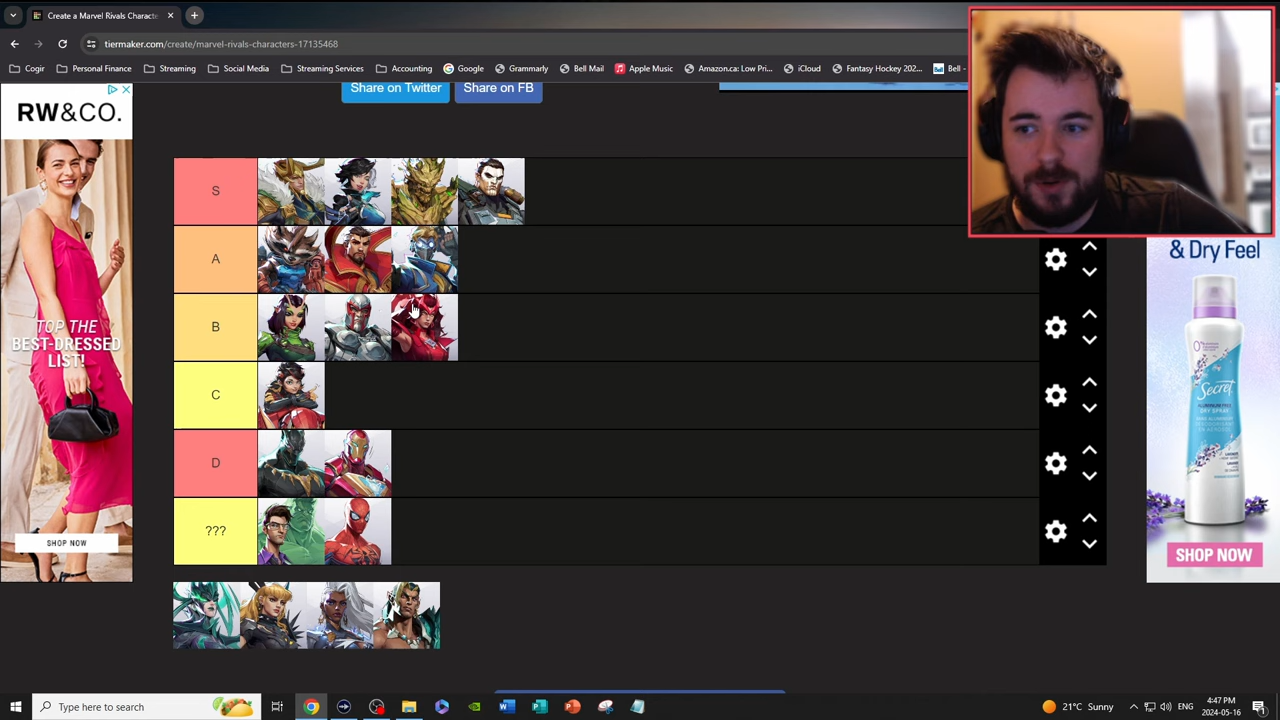 Create a Marvel Rivals Characte
tiermaker.com/create/marvel-rivals-characters-17135468
Cogir
Personal Finance
Streaming
Social Media
Streaming Services
Accounting
Google
Grammarly
Bell Mail
Apple Music
Amazon.ca: Low Pri...
iCloud
Fantasy Hockey 202...
Bell -
Share on Twitter
Share on FB
RW&CO.
TOP THE
BEST-DRESSED
LIST!
SHOP NOW
S
A
B
C
D
???
& Dry Feel
Secret
SHOP NOW
Type here to search
21°C Sunny
ENG
4:47 PM
2024-05-16